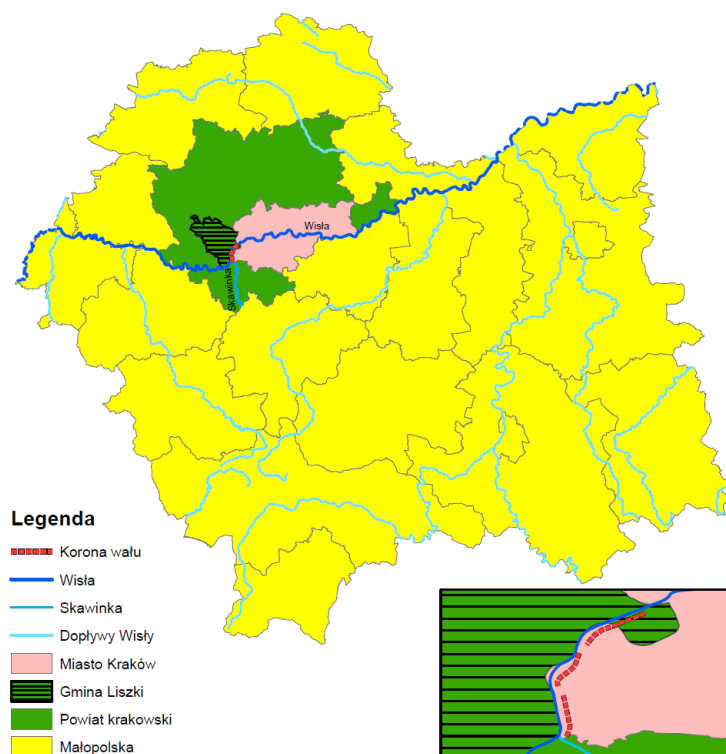 Wisła
Skawinka
Legenda
Korona wału
Wisła
Skawinka
Dopływy Wisły
Miasto Kraków
Gmina Liszki
Powiat krakowski
Małopolska